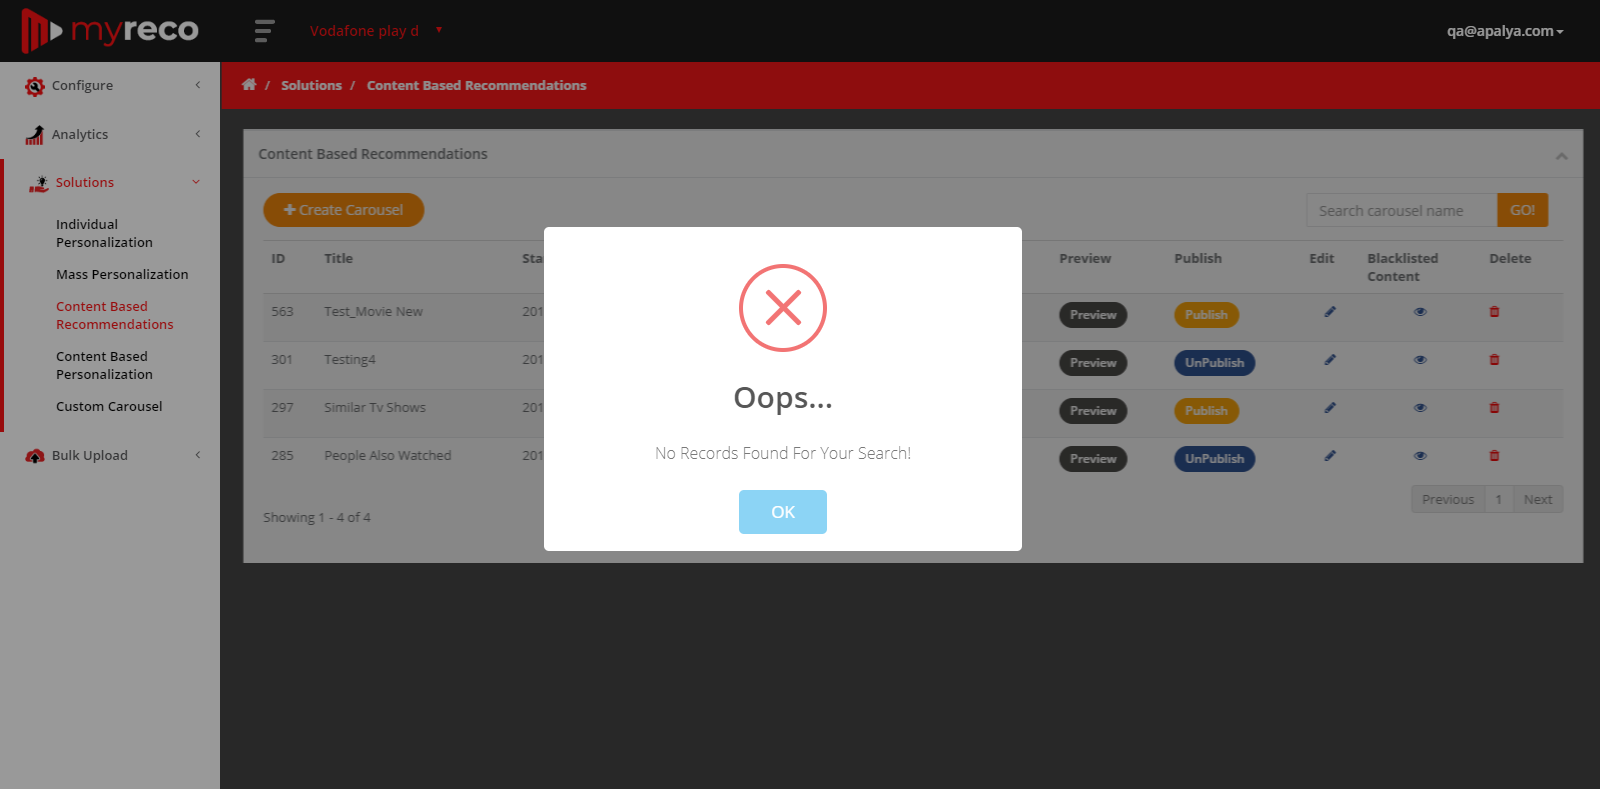 myreco
Vodafone play d
qa@apalya.com
Configure
Analytics
Solutions
Individual
Personalization
Mass Personalization
Content Based
Recommendations
Content Based
Personalization
Custom Carousel
Bulk Upload
/ Solutions / Content Based Recommendations
Content Based Recommendations
Create Carousel
Search carousel name GO!
ID Title Sta Preview Publish Edit Blacklisted Content Delete
563 Test_Movie New 201 Preview Publish
301 Testing4 201 Preview UnPublish
297 Similar Tv Shows 201 Preview Publish
285 People Also Watched 201 Preview UnPublish
Showing 1 - 4 of 4
Previous 1 Next
Oops...
No Records Found For Your Search!
OK